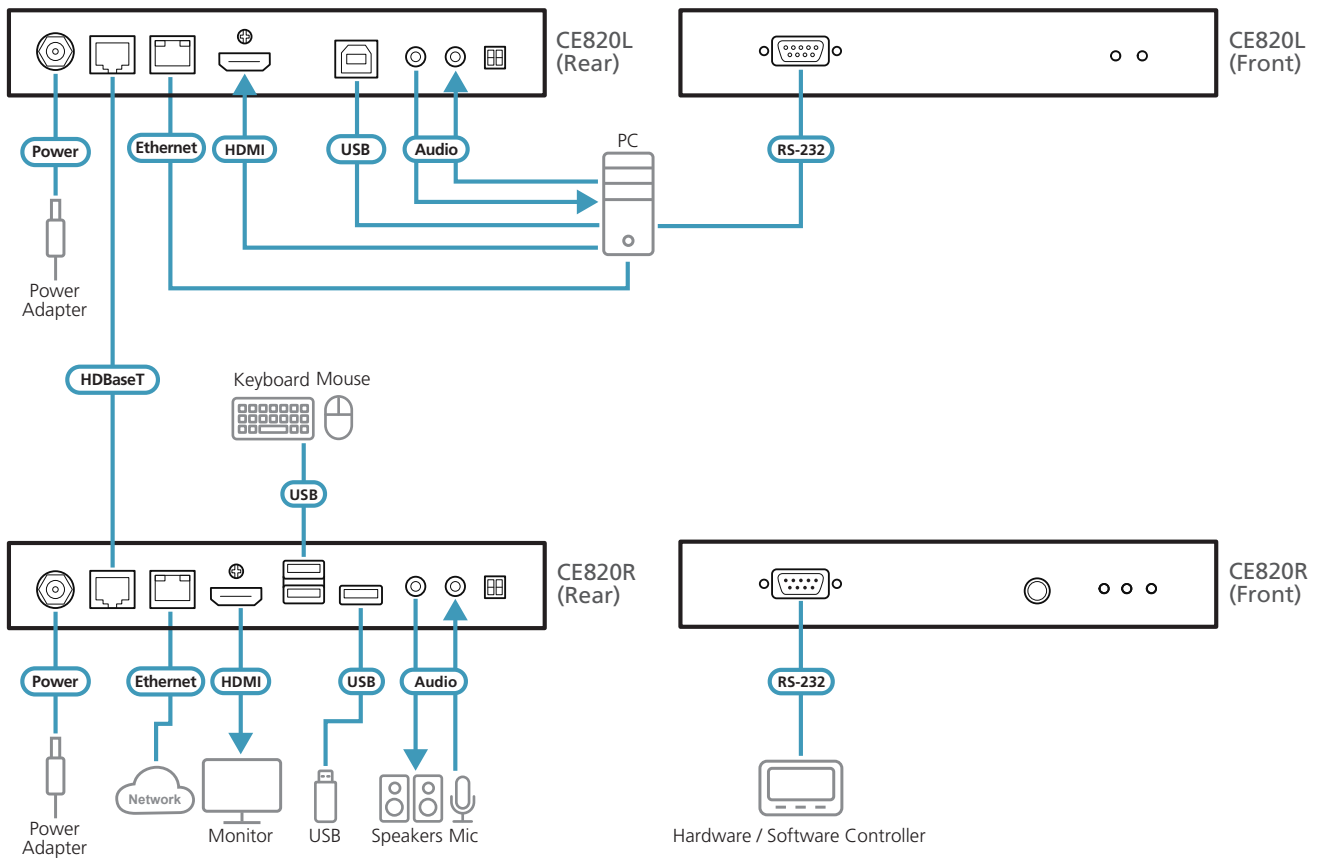 CE820L
(Rear)
CE820L
(Front)
Power
Ethernet
HDMI
USB
Audio
PC
RS-232
Power
Adapter
HDBaseT
Keyboard Mouse
USB
CE820R
(Rear)
CE820R
(Front)
Power
Ethernet
HDMI
USB
Audio
RS-232
Network
Power
Adapter
Monitor
USB
Speakers Mic
Hardware / Software Controller